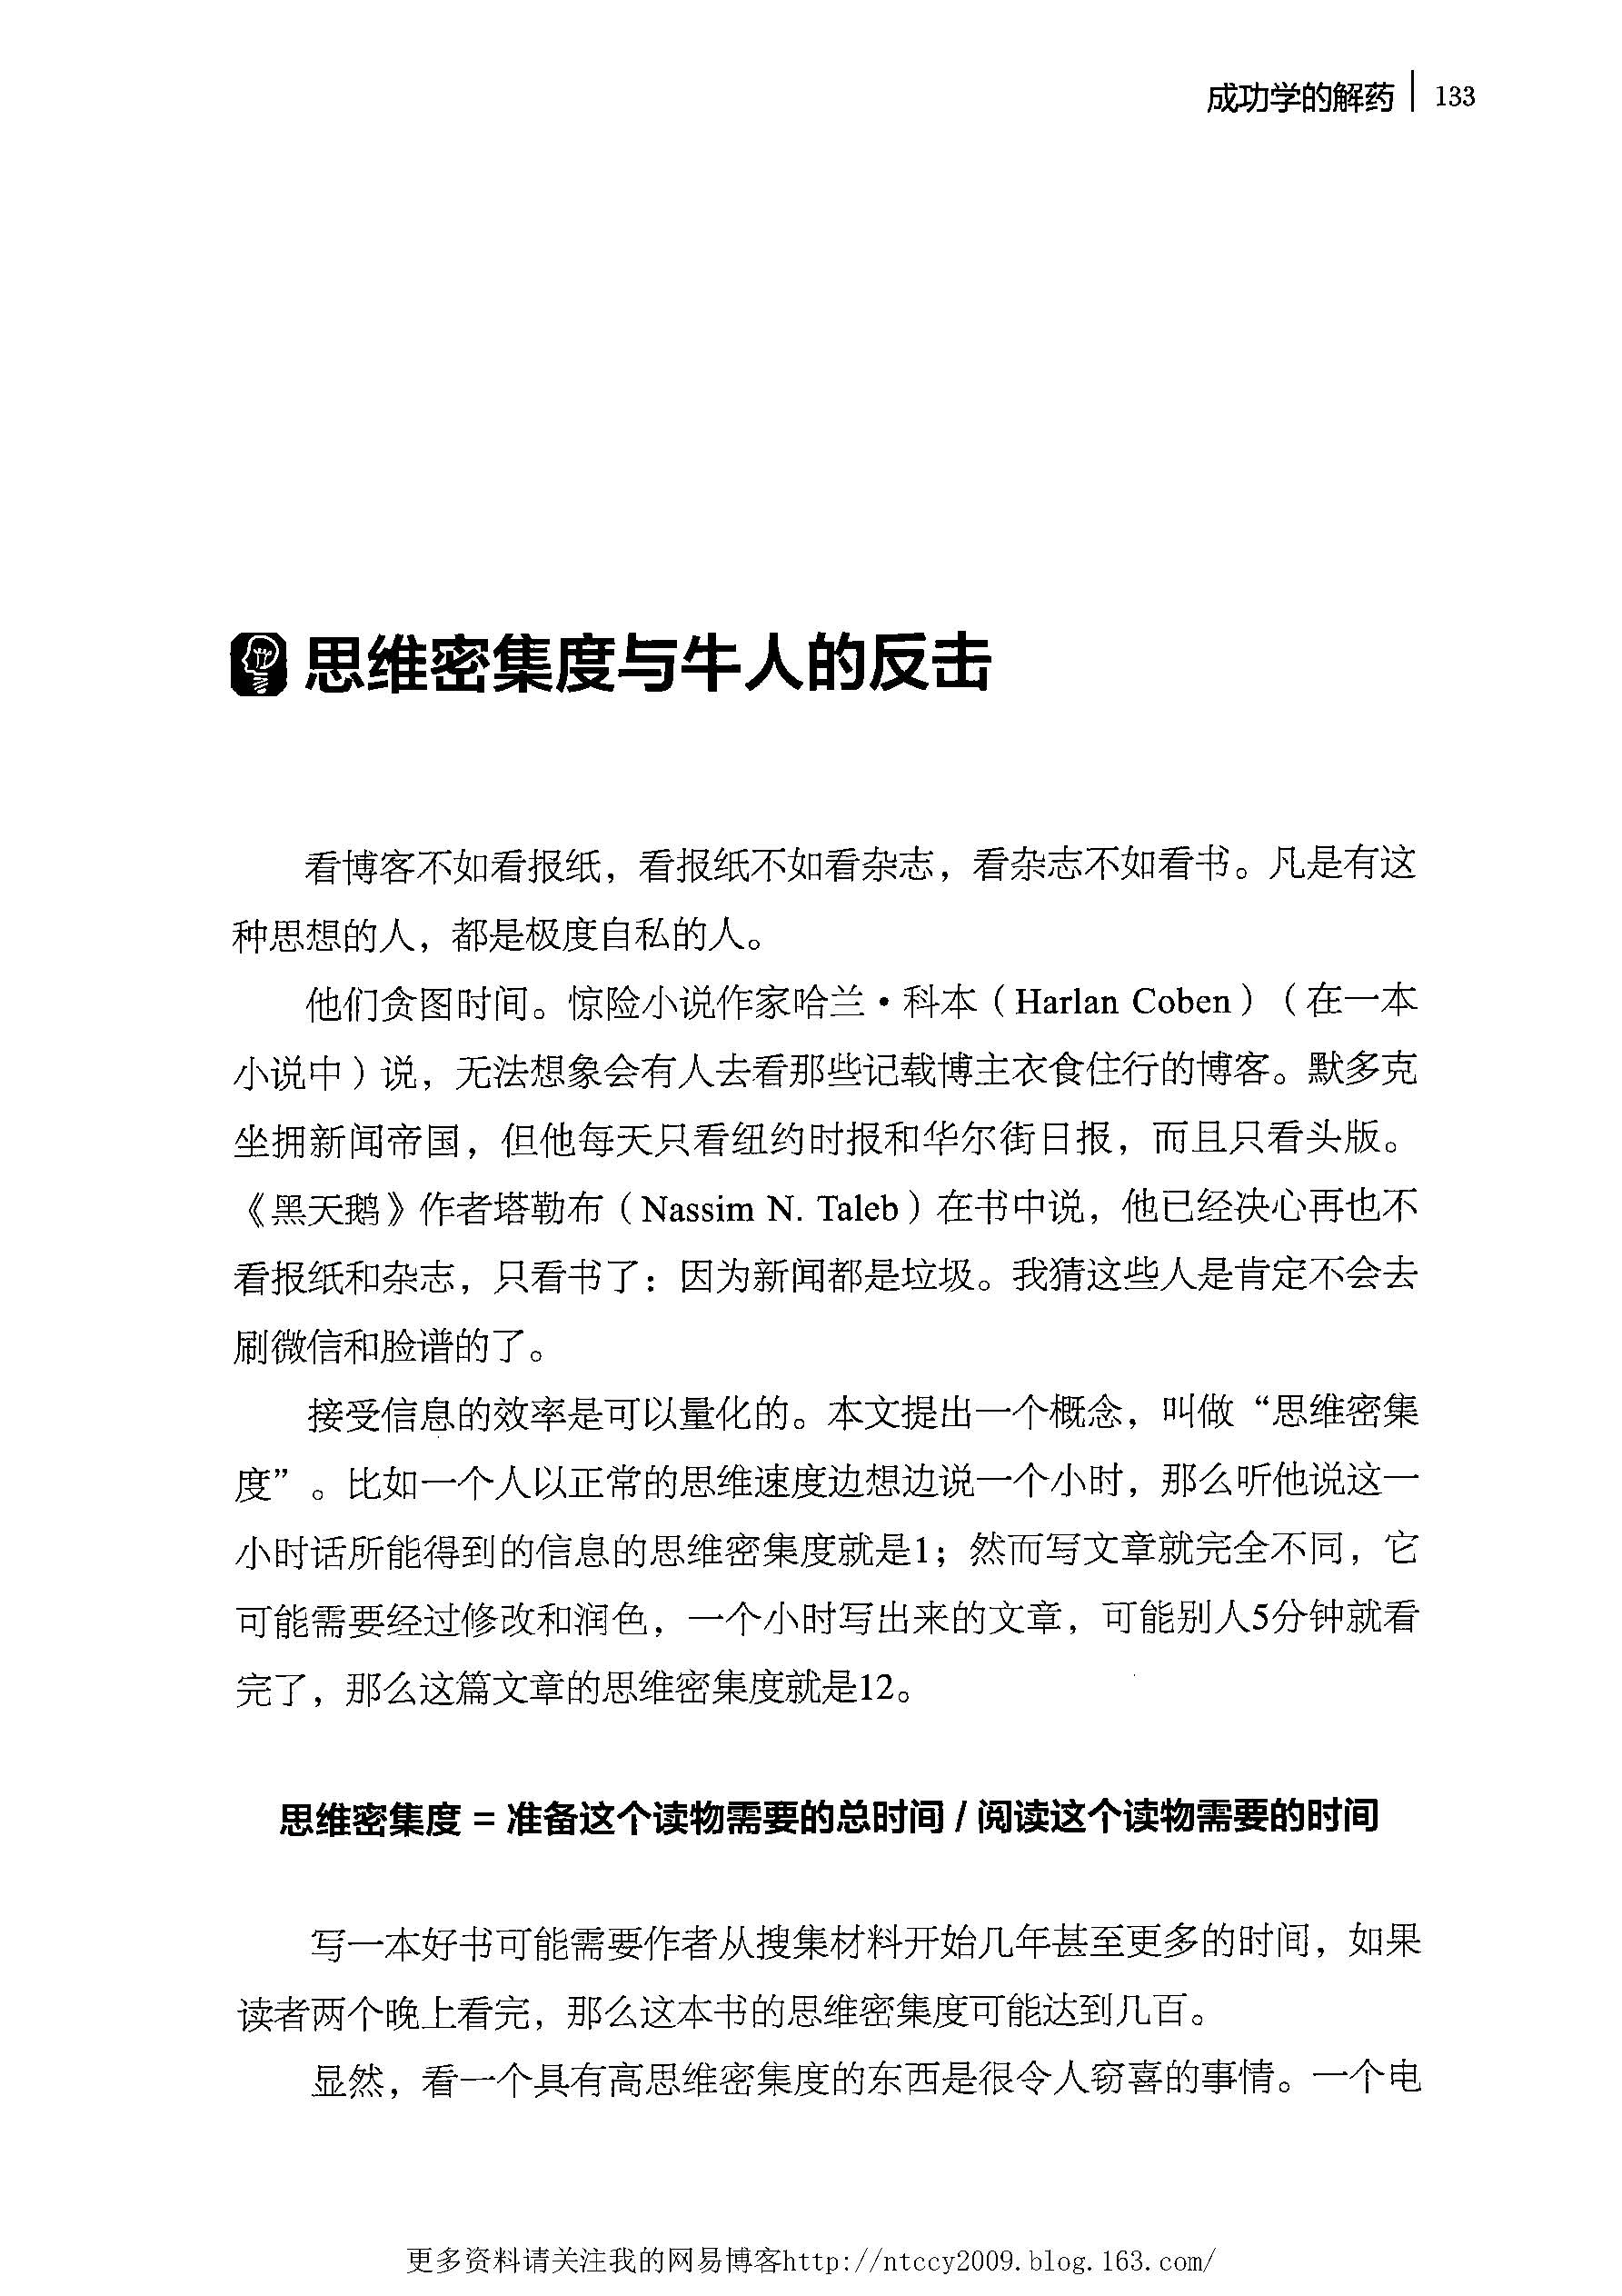 成功学的解药 133
思维密集度与牛人的反击
看博客不如看报纸，看报纸不如看杂志，看杂志不如看书。凡是有这
种思想的人，都是极度自私的人。
他们贪图时间。惊险小说作家哈兰·科本（Harlan Coben）（在一本
小说中）说，无法想象会有人去看那些记载博主衣食住行的博客。默多克
坐拥新闻帝国，但他每天只看纽约时报和华尔街日报，而且只看头版。
《黑天鹅》作者塔勒布（Nassim N. Taleb）在书中说，他已经决心再也不
看报纸和杂志，只看书了：因为新闻都是垃圾。我猜这些人是肯定不会去
刷微信和脸谱的了。
接受信息的效率是可以量化的。本文提出一个概念，叫做“思维密集
度”。比如一个人以正常的思维速度边想边说一个小时，那么听他说这一
小时话所能得到的信息的思维密集度就是1；然而写文章就完全不同，它
可能需要经过修改和润色，一个小时写出来的文章，可能别人5分钟就看
完了，那么这篇文章的思维密集度就是12。
思维密集度 = 准备这个读物需要的总时间 / 阅读这个读物需要的时间
写一本好书可能需要作者从搜集材料开始几年甚至更多的时间，如果
读者两个晚上看完，那么这本书的思维密集度可能达到几百。
显然，看一个具有高思维密集度的东西是很令人窃喜的事情。一个电
更多资料请关注我的网易博客http://ntccy2009.blog.163.com/